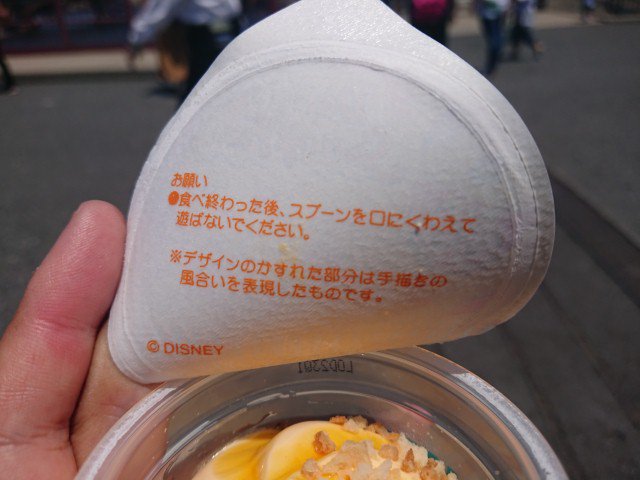 お願い
●食べ終わった後、スプーンを口にくわえて
遊ばないでください。
※デザインのかすれた部分は手描きの
風合いを表現したものです。
© DISNEY